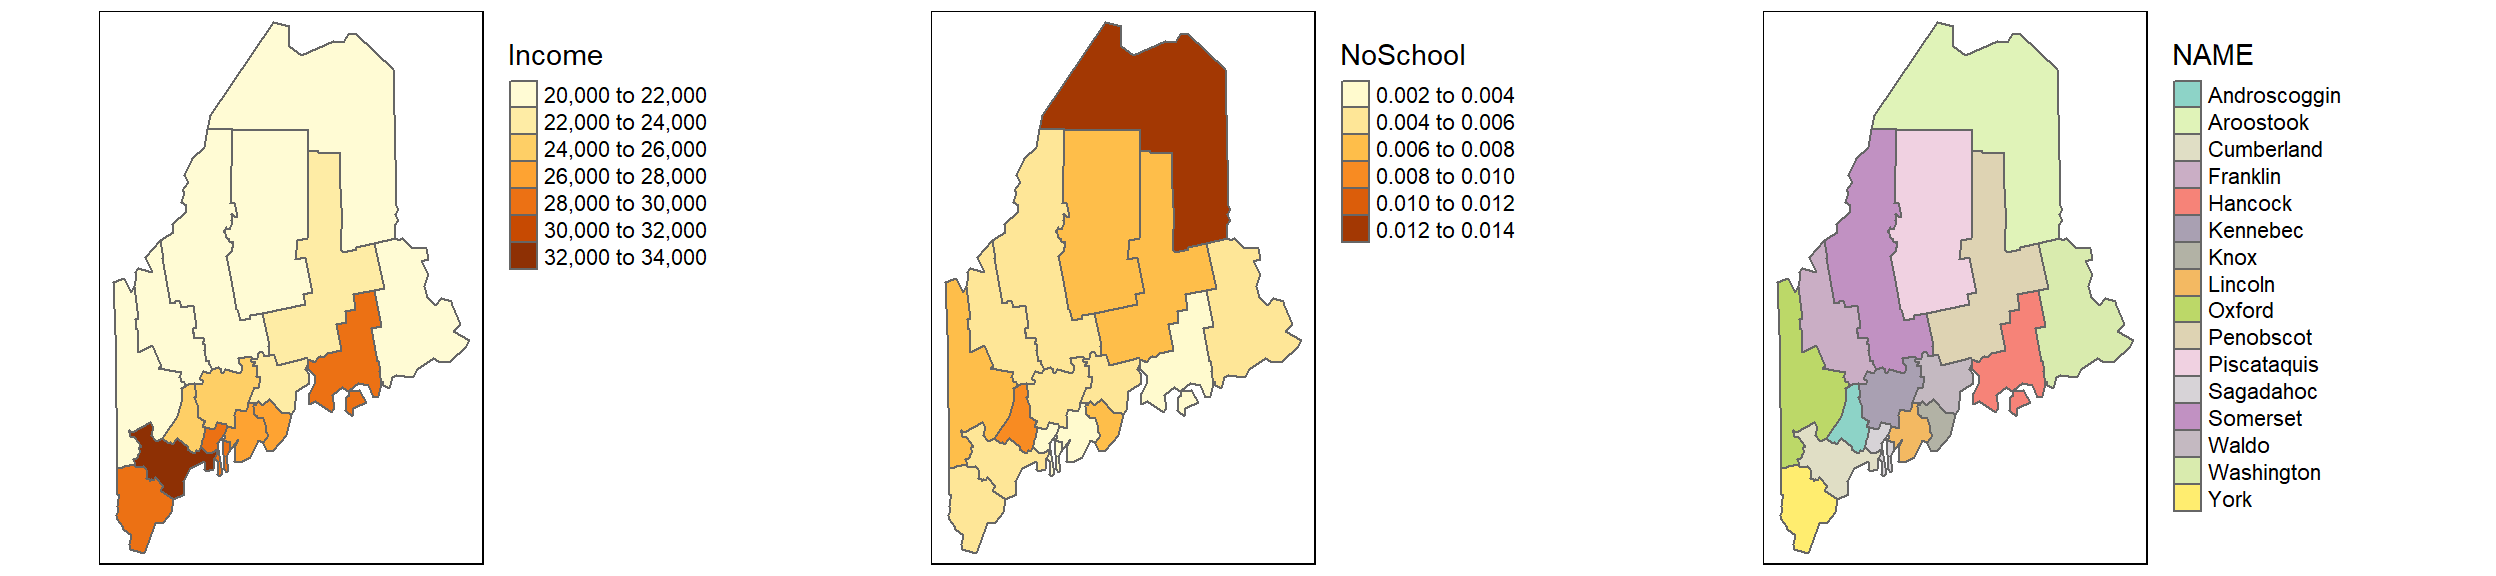 Income
20,000 to 22,000
22,000 to 24,000
24,000 to 26,000
26,000 to 28,000
28,000 to 30,000
30,000 to 32,000
32,000 to 34,000
NoSchool
0.002 to 0.004
0.004 to 0.006
0.006 to 0.008
0.008 to 0.010
0.010 to 0.012
0.012 to 0.014
NAME
Androscoggin
Aroostook
Cumberland
Franklin
Hancock
Kennebec
Knox
Lincoln
Oxford
Penobscot
Piscataquis
Sagadahoc
Somerset
Waldo
Washington
York